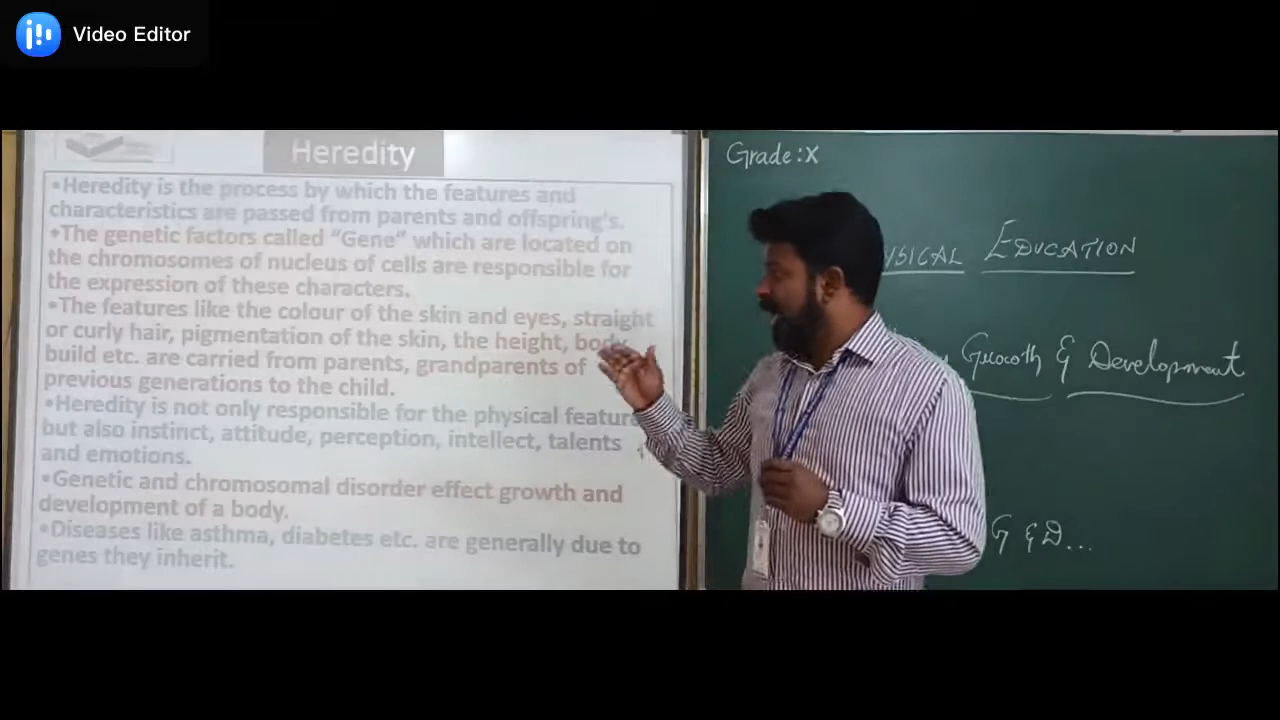 Video Editor
Heredity
•Heredity is the process by which the features and
characteristics are passed from parents and offspring's.
•The genetic factors called “Gene” which are located on
the chromosomes of nucleus of cells are responsible for
the expression of these characters.
•The features like the colour of the skin and eyes, straight
or curly hair, pigmentation of the skin, the height, body
build etc. are carried from parents, grandparents of
previous generations to the child.
•Heredity is not only responsible for the physical featur
but also instinct, attitude, perception, intellect, talents
and emotions.
•Genetic and chromosomal disorder effect growth and
development of a body.
•Diseases like asthma, diabetes etc. are generally due to
genes they inherit.
Grade : X
YSICAL EDUCATION
Growth & Development
G & D...